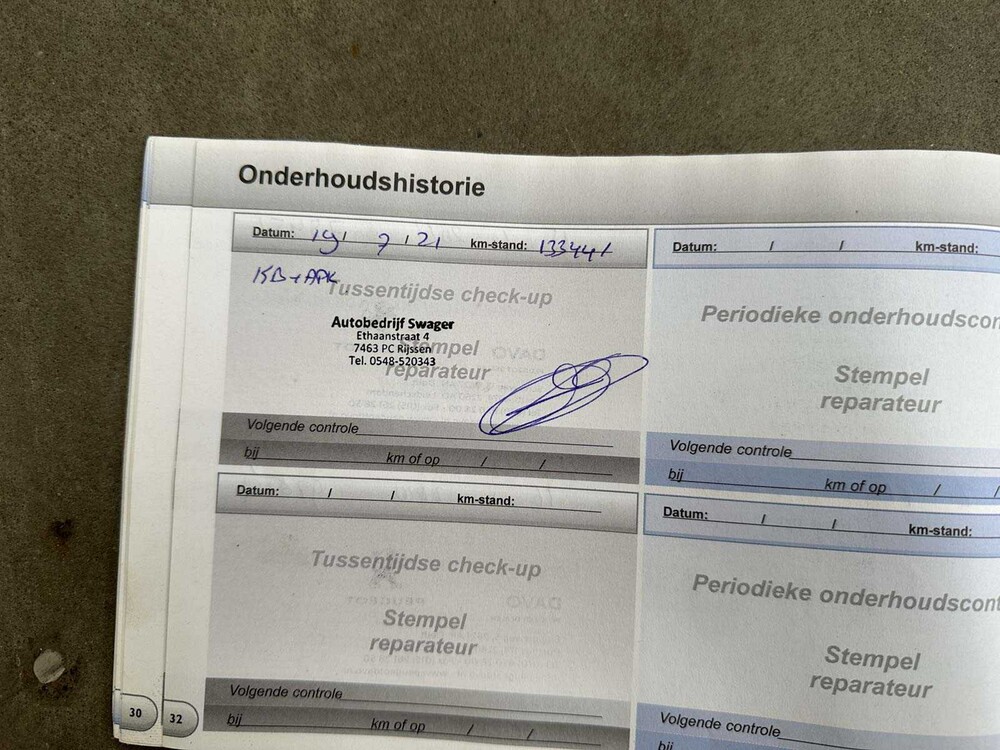 Onderhoudshistorie
Datum: 19 / 7 / 21 km-stand: 133441
KB + APK
Tussentijdse check-up
Autobedrijf Swager
Ethaanstraat 4
7463 PC Rijssen
Tel. 0548-520343
Stempel
reparateur
Volgende controle
bij km of op / /
Datum: / / km-stand:
Periodieke onderhoudscon
Stempel
reparateur
Volgende controle
bij km of op / /
Datum: / / km-stand:
Tussentijdse check-up
Stempel
reparateur
Volgende controle
bij km of op / /
Datum: / / km-stand:
Periodieke onderhoudscont
Stempel
reparateur
Volgende controle
bij
30
32